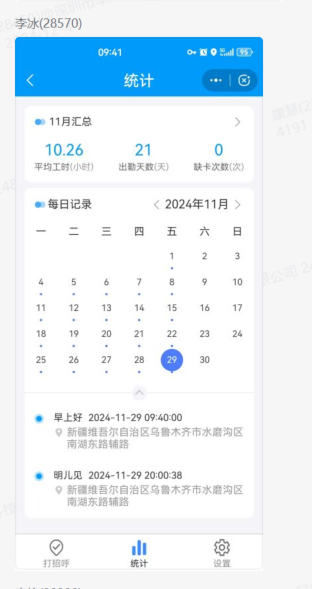 李冰(28570)
09:41
95
统计
11月汇总
10.26 21 0
平均工时(小时) 出勤天数(天) 缺卡次数(次)
每日记录 2024年11月
一 二 三 四 五 六 日
1 2 3
4 5 6 7 8 9 10
11 12 13 14 15 16 17
18 19 20 21 22 23 24
25 26 27 28 29 30
早上好 2024-11-29 09:40:00
新疆维吾尔自治区乌鲁木齐市水磨沟区
南湖东路辅路
明儿见 2024-11-29 20:00:38
新疆维吾尔自治区乌鲁木齐市水磨沟区
南湖东路辅路
打招呼 统计 设置